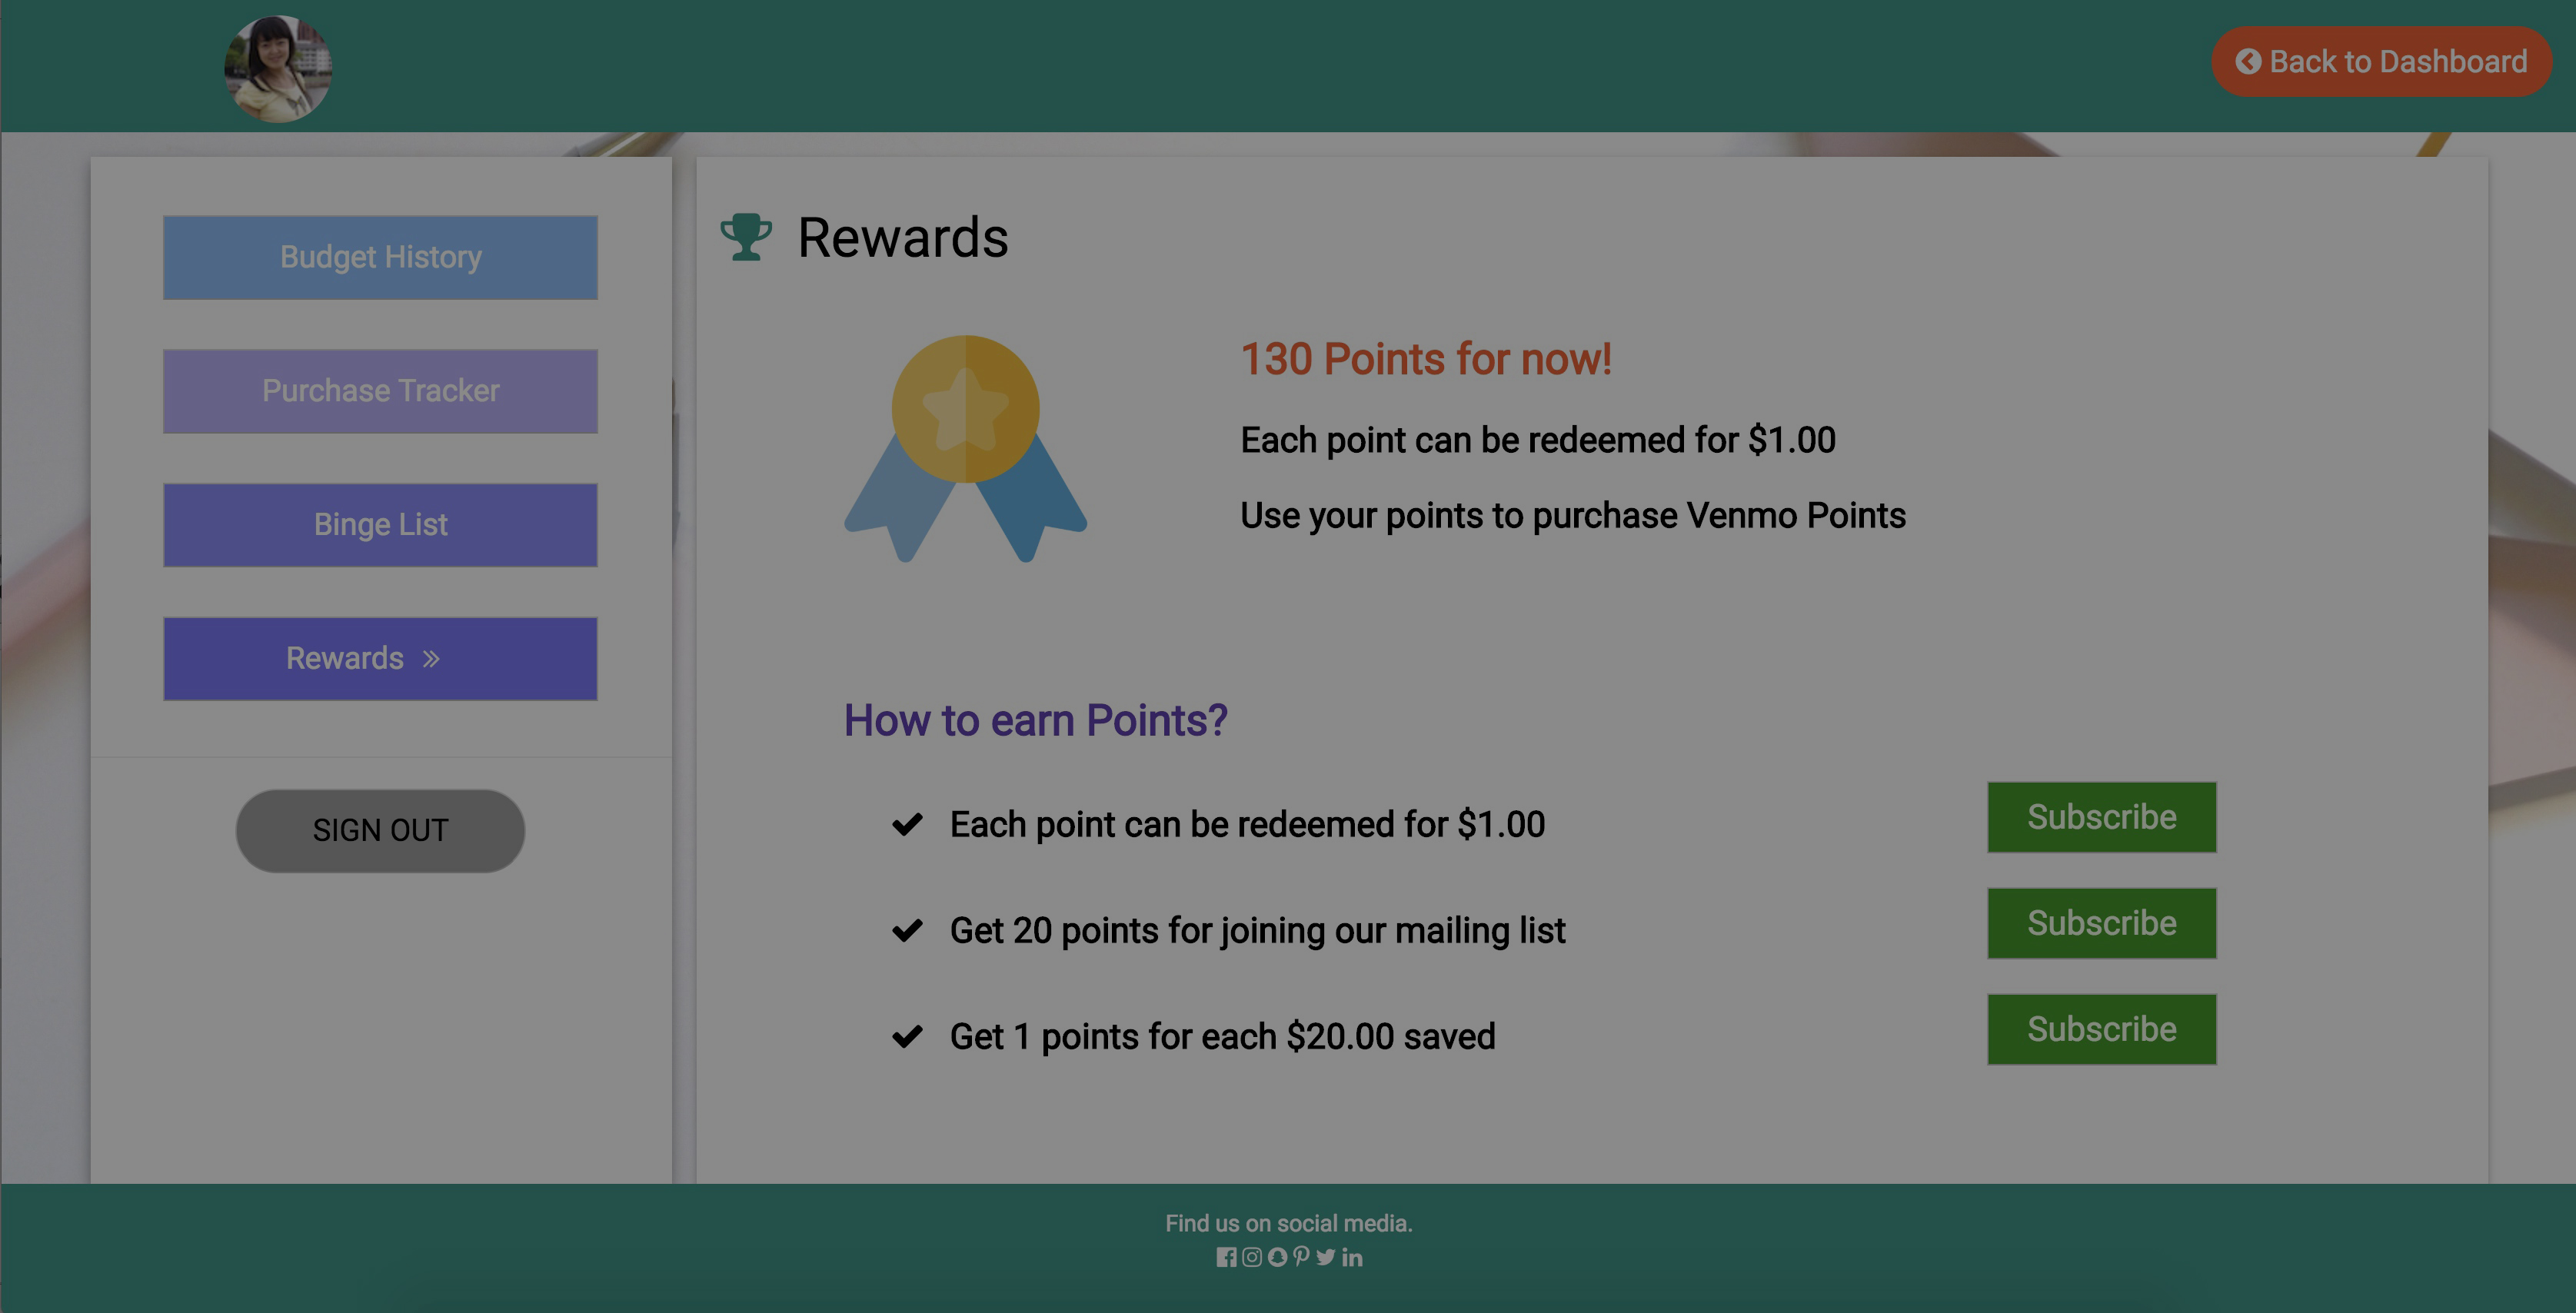 Back to Dashboard
Budget History
Purchase Tracker
Binge List
Rewards
SIGN OUT
Rewards
130 Points for now!
Each point can be redeemed for $1.00
Use your points to purchase Venmo Points
How to earn Points?
Each point can be redeemed for $1.00
Subscribe
Get 20 points for joining our mailing list
Subscribe
Get 1 points for each $20.00 saved
Subscribe
Find us on social media.